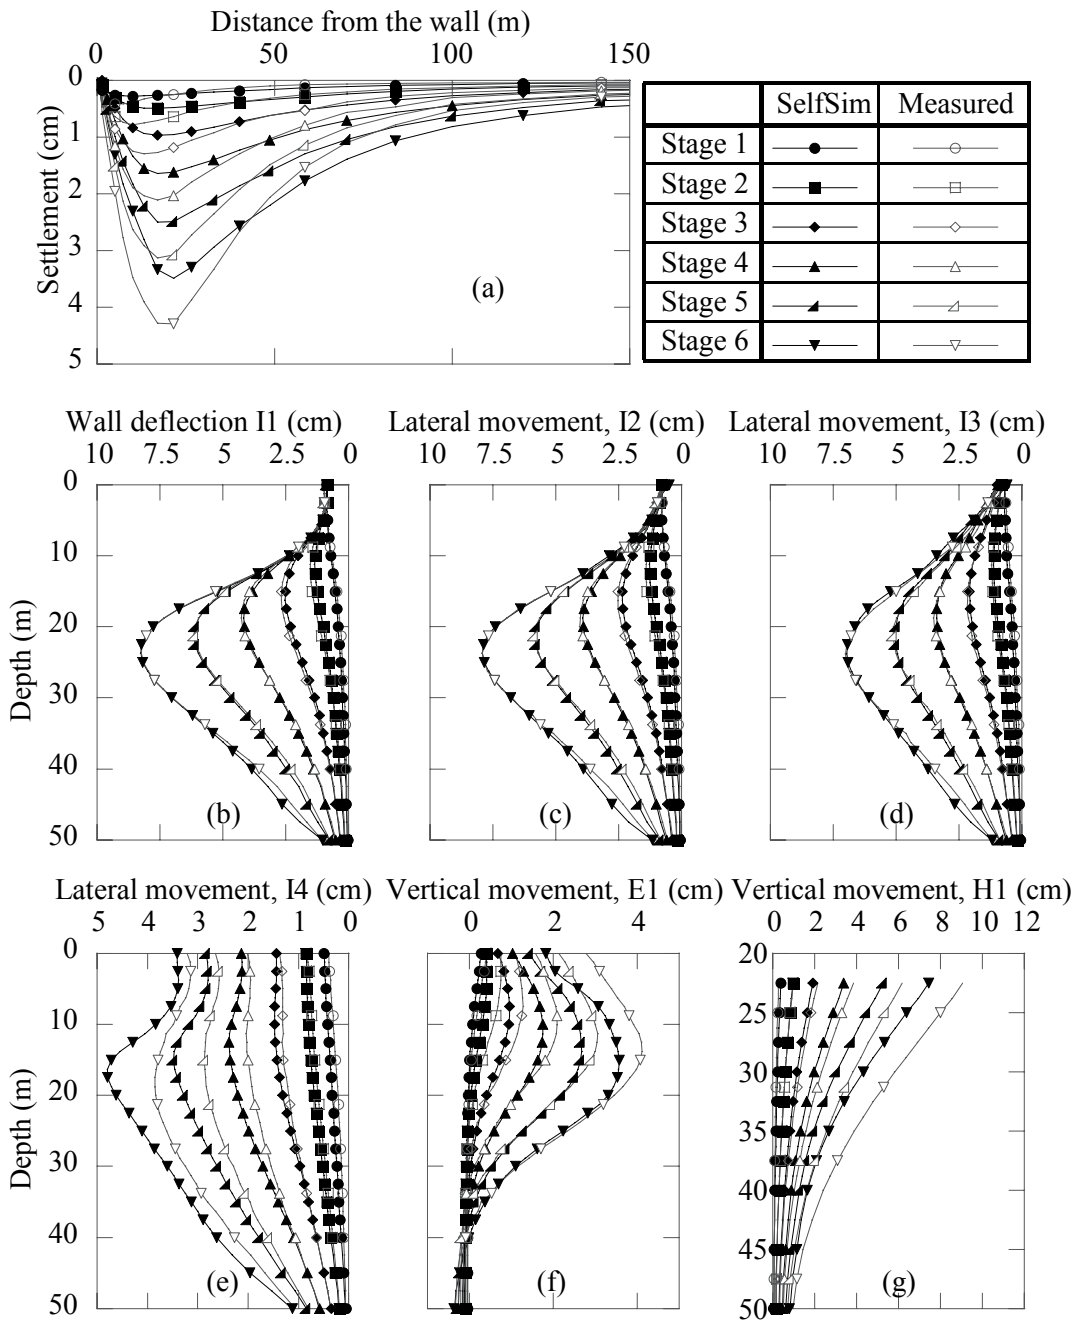 Distance from the wall (m)
0 50 100 150
Settlement (cm)
0
1
2
3
4
5
(a)
SelfSim Measured
Stage 1
Stage 2
Stage 3
Stage 4
Stage 5
Stage 6
Wall deflection I1 (cm)
10 7.5 5 2.5 0
Depth (m)
0
10
20
30
40
50
(b)
Lateral movement, I2 (cm)
10 7.5 5 2.5 0
(c)
Lateral movement, I3 (cm)
10 7.5 5 2.5 0
(d)
Lateral movement, I4 (cm)
5 4 3 2 1 0
Depth (m)
0
10
20
30
40
50
(e)
Vertical movement, E1 (cm)
0 2 4
(f)
Vertical movement, H1 (cm)
0 2 4 6 8 10 12
20
25
30
35
40
45
50
(g)